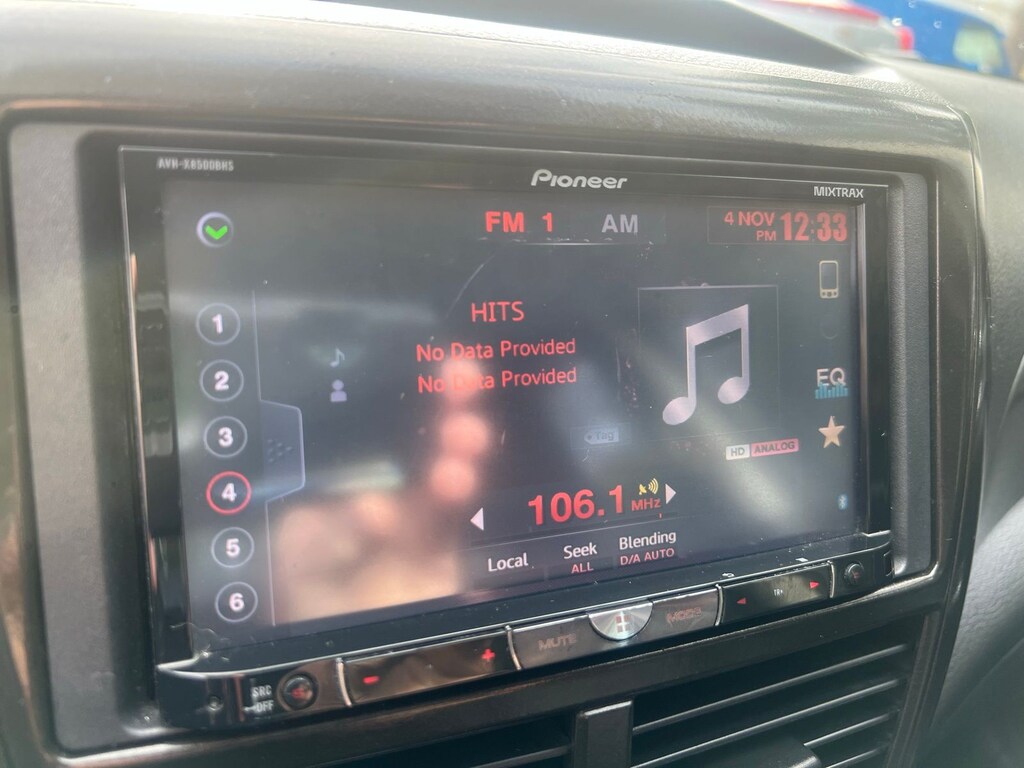 AVH-X8500BHS
Pioneer
MIXTRAX
FM 1
AM
4 NOV
PM 12:33
1
2
3
4
5
6
HITS
No Data Provided
No Data Provided
EQ
Tag
HD ANALOG
106.1 MHz
Local
Seek
ALL
Blending
D/A AUTO
SRC
OFF
- +
MUTE
MODE
TRK